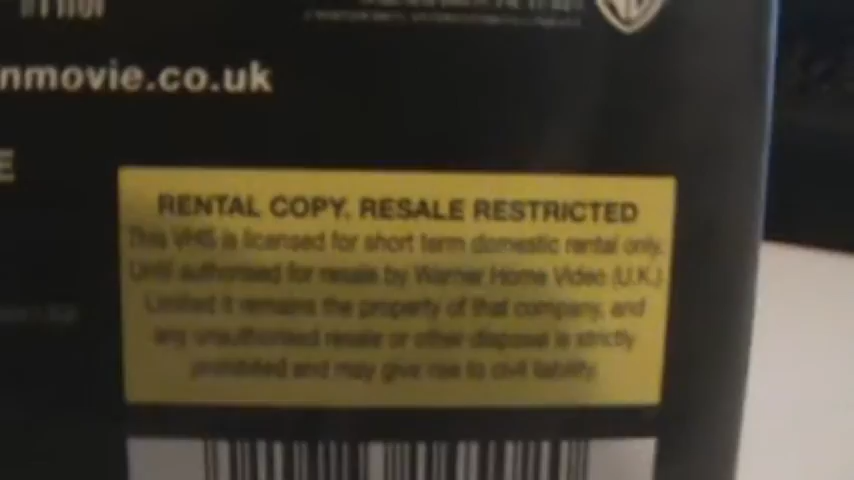 nmovie.co.uk
E
RENTAL COPY. RESALE RESTRICTED
This VHS is licensed for short term domestic rental only.
Until authorised for resale by Warner Home Video (U.K.)
Limited it remains the property of that company, and
any unauthorised resale or other disposal is strictly
prohibited and may give rise to civil liability.